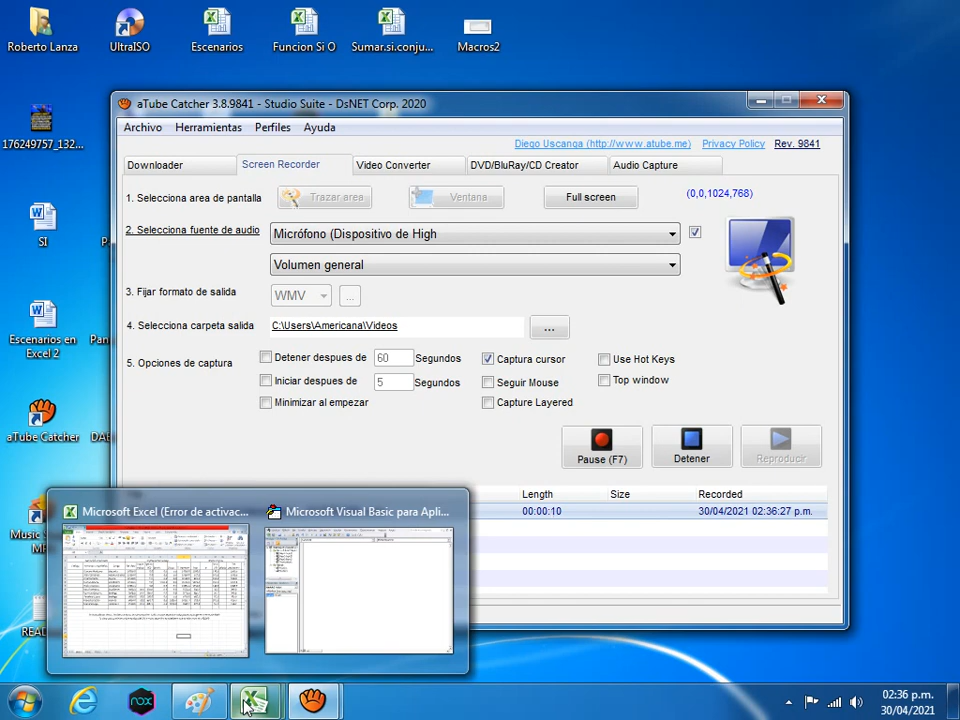 Roberto Lanza
UltraISO
Escenarios
Funcion Si O
Sumar.si.conju...
Macros2
176249757_132...
SI
Escenarios en
Excel 2
aTube Catcher
aTube Catcher 3.8.9841 - Studio Suite - DsNET Corp. 2020
Archivo Herramientas Perfiles Ayuda
Diego Uscanga (http://www.atube.me) Privacy Policy Rev. 9841
Downloader Screen Recorder Video Converter DVD/BluRay/CD Creator Audio Capture
1. Selecciona area de pantalla Trazar area Ventana Full screen (0,0,1024,768)
2. Selecciona fuente de audio Micrófono (Dispositivo de High
Volumen general
3. Fijar formato de salida WMV ...
4. Selecciona carpeta salida C:\Users\Americana\Videos ...
5. Opciones de captura
Detener despues de 60 Segundos Captura cursor Use Hot Keys
Iniciar despues de 5 Segundos Seguir Mouse Top window
Minimizar al empezar Capture Layered
Pause (F7) Detener Reproducir
Length Size Recorded
00:00:10 30/04/2021 02:36:27 p.m.
Microsoft Excel (Error de activac...
Microsoft Visual Basic para Apli...
nox
02:36 p.m.
30/04/2021